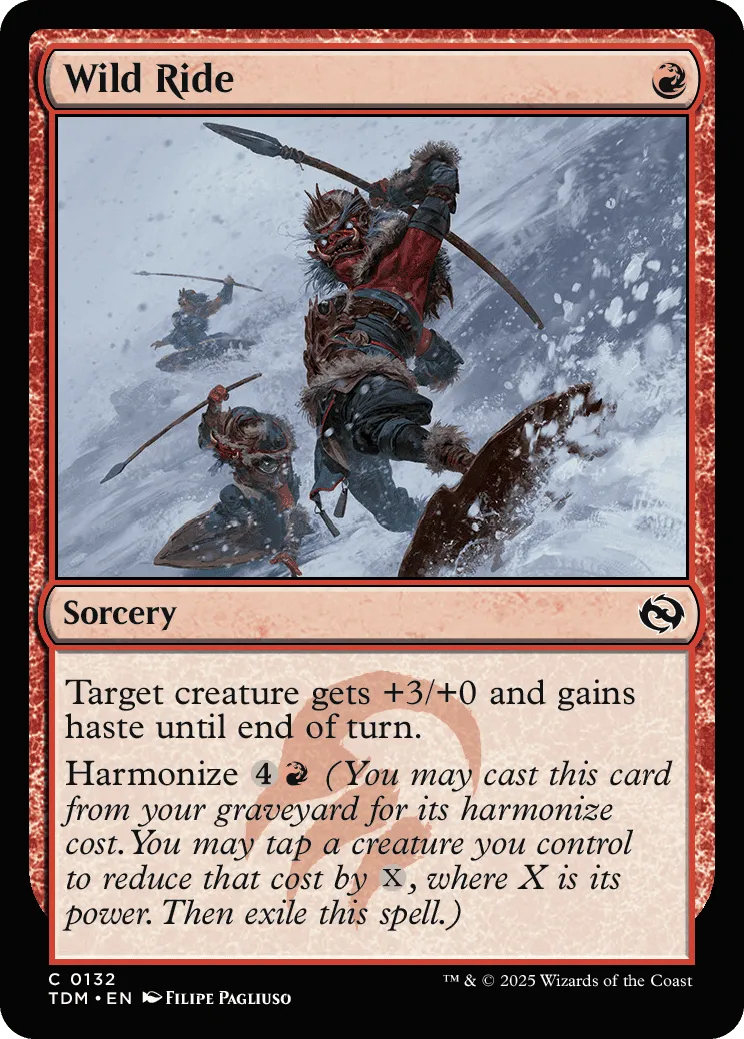 Wild Ride
Sorcery
Target creature gets +3/+0 and gains
haste until end of turn.
Harmonize 4 (You may cast this card
from your graveyard for its harmonize
cost. You may tap a creature you control
to reduce that cost by X, where X is its
power. Then exile this spell.)
C 0132
TDM • EN FILIPE PAGLIUSO
™ & © 2025 Wizards of the Coast